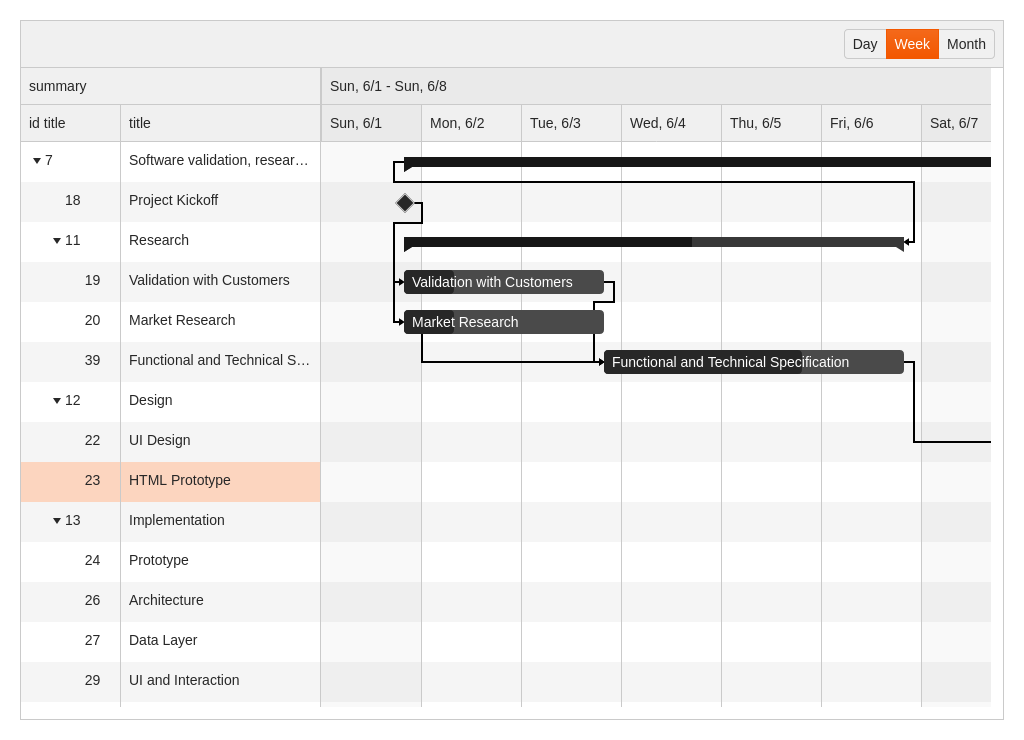 Day Week Month
summary Sun, 6/1 - Sun, 6/8
id title title Sun, 6/1 Mon, 6/2 Tue, 6/3 Wed, 6/4 Thu, 6/5 Fri, 6/6 Sat, 6/7
7 Software validation, resear…
18 Project Kickoff
11 Research
19 Validation with Customers Validation with Customers
20 Market Research Market Research
39 Functional and Technical S… Functional and Technical Specification
12 Design
22 UI Design
23 HTML Prototype
13 Implementation
24 Prototype
26 Architecture
27 Data Layer
29 UI and Interaction